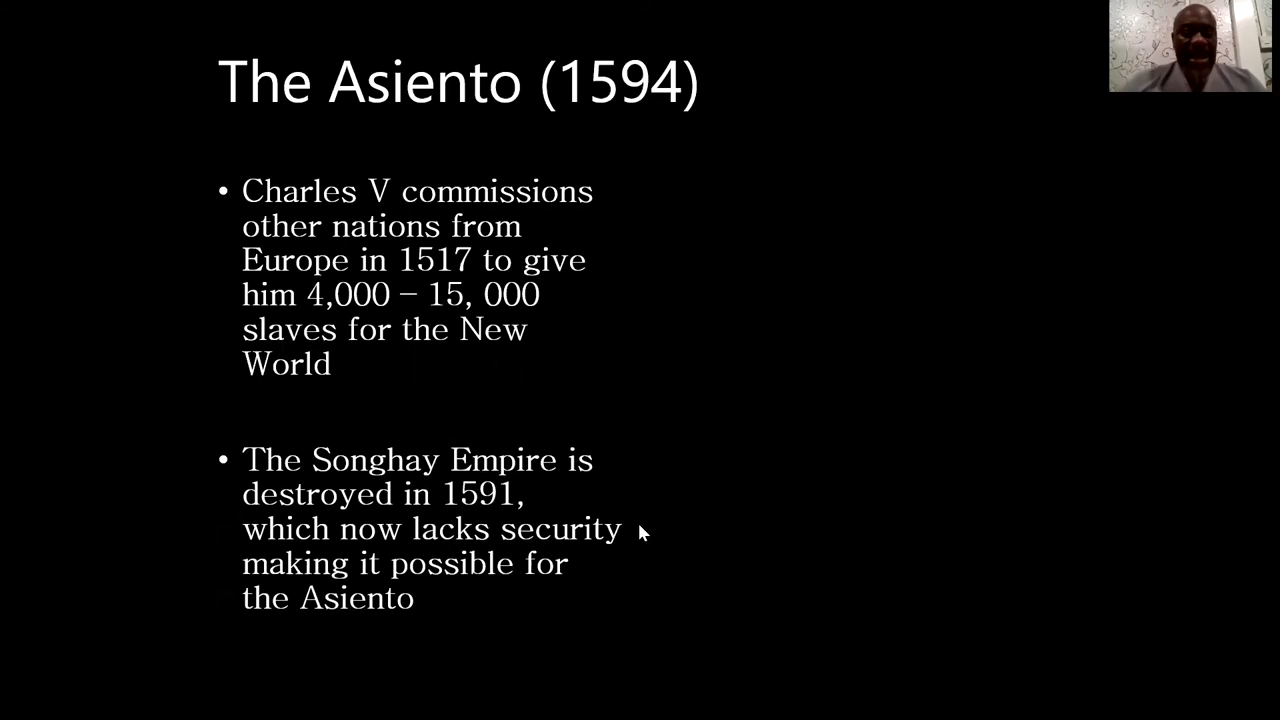 The Asiento (1594)
• Charles V commissions
other nations from
Europe in 1517 to give
him 4,000 – 15, 000
slaves for the New
World
• The Songhay Empire is
destroyed in 1591,
which now lacks security
making it possible for
the Asiento